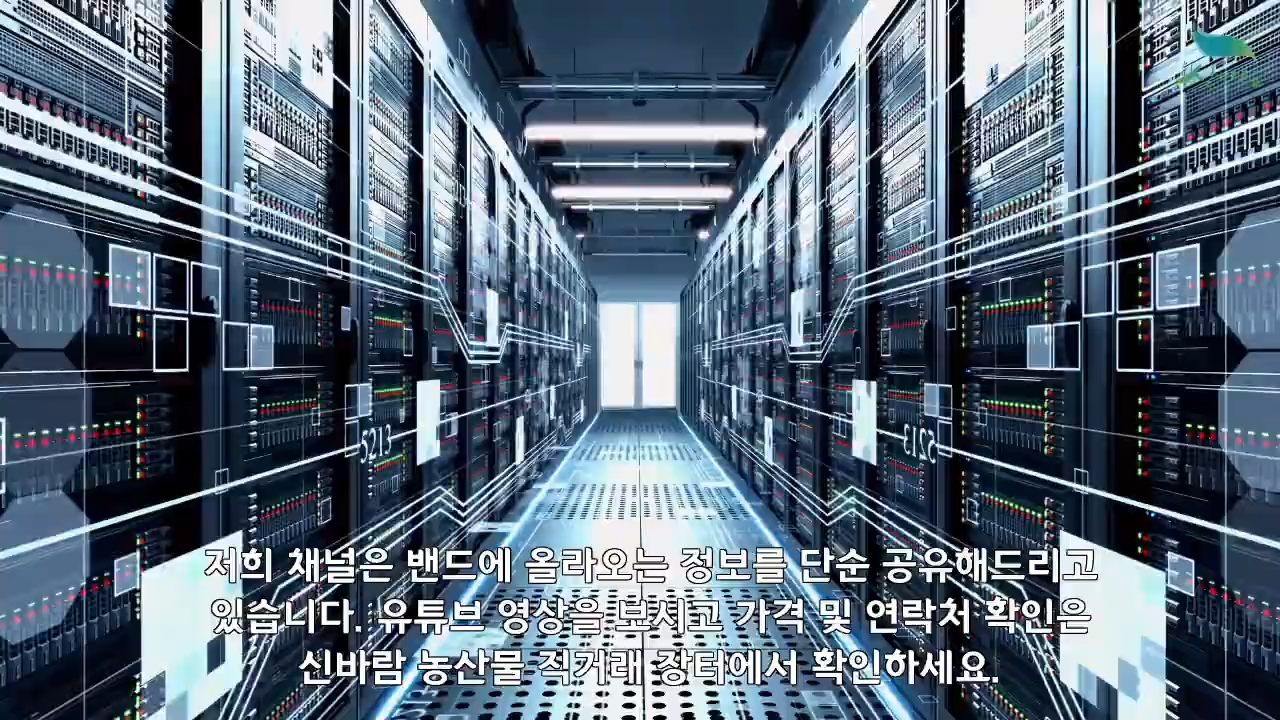 5213
5213
저희 채널은 밴드에 올라오는 정보를 단순 공유해드리고
있습니다. 유튜브 영상을 보시고 가격 및 연락처 확인은
신바람 농산물 직거래 장터에서 확인하세요.